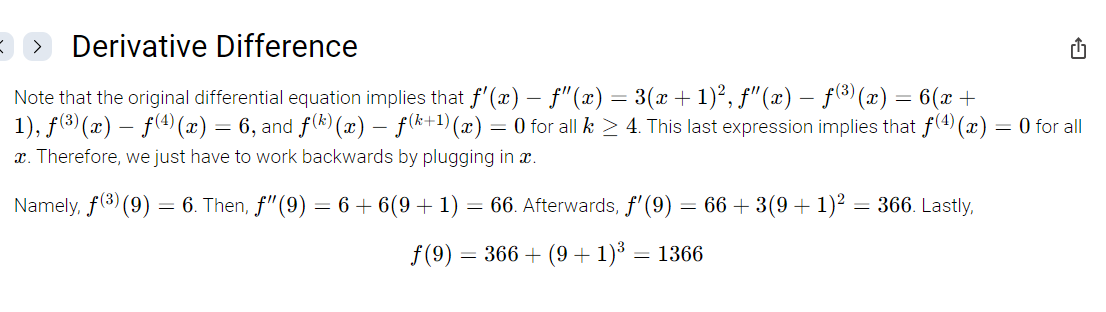 Derivative Difference
Note that the original differential equation implies that f′(x) − f″(x) = 3(x + 1)², f″(x) − f⁽³⁾(x) = 6(x +
1), f⁽³⁾(x) − f⁽⁴⁾(x) = 6, and f⁽ᵏ⁾(x) − f⁽ᵏ⁺¹⁾(x) = 0 for all k ≥ 4. This last expression implies that f⁽⁴⁾(x) = 0 for all
x. Therefore, we just have to work backwards by plugging in x.
Namely, f⁽³⁾(9) = 6. Then, f″(9) = 6 + 6(9 + 1) = 66. Afterwards, f′(9) = 66 + 3(9 + 1)² = 366. Lastly,
f(9) = 366 + (9 + 1)³ = 1366